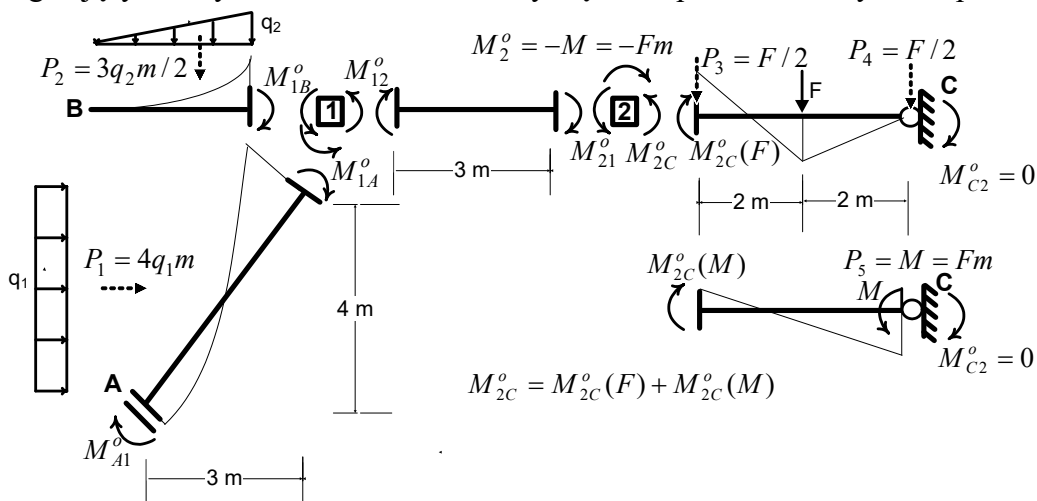 q₂
P₂ = 3q₂m/2
B
M°₁B
1
M°₁₂
M°₂ = −M = −Fm
M°₂₁
2
M°₂C
3 m
P₃ = F/2
F
P₄ = F/2
C
M°₂C(F)
M°C₂ = 0
2 m
2 m
M°₁A
q₁
P₁ = 4q₁m
4 m
A
M°A₁
3 m
M°₂C(M)
P₅ = M = Fm
M
C
M°C₂ = 0
M°₂C = M°₂C(F) + M°₂C(M)